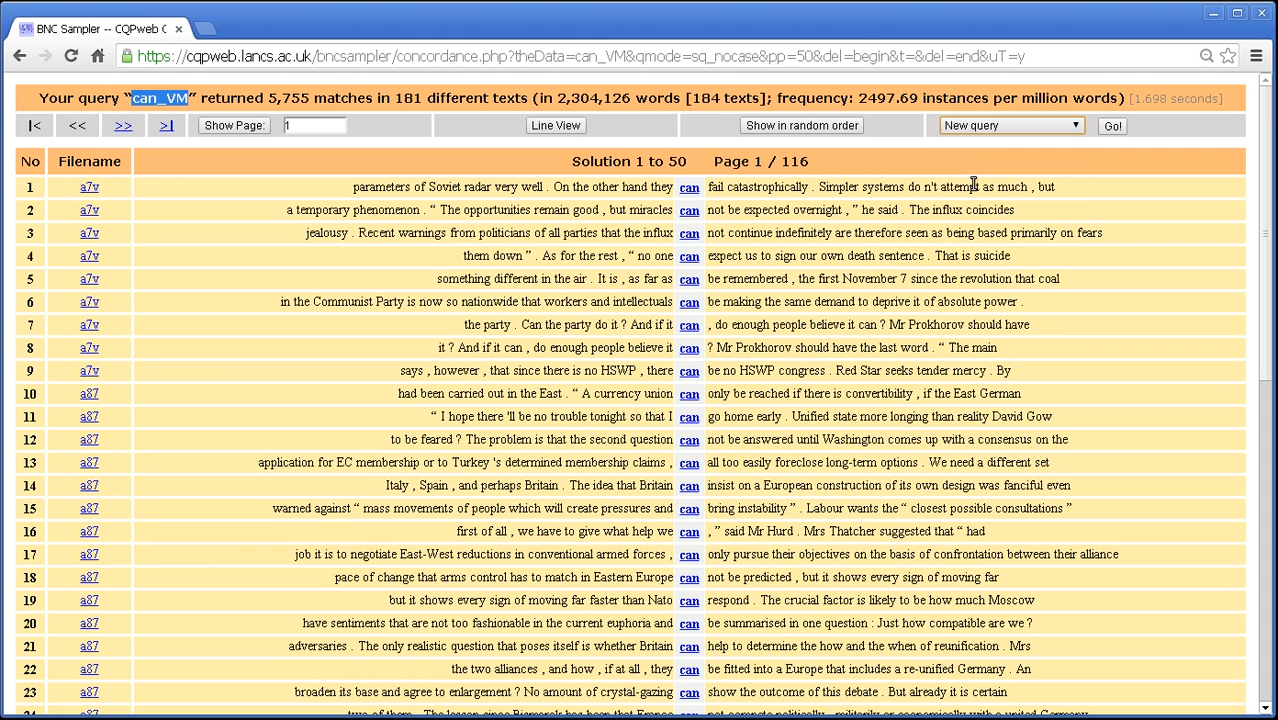 BNC Sampler -- CQPweb C
https://cqpweb.lancs.ac.uk/bncsampler/concordance.php?theData=can_VM&qmode=sq_nocase&pp=50&del=begin&t=&del=end&uT=y
Your query “can_VM” returned 5,755 matches in 181 different texts (in 2,304,126 words [184 texts]; frequency: 2497.69 instances per million words) [1.698 seconds]
|< << >> >| Show Page: 1 Line View Show in random order New query Go!
No Filename Solution 1 to 50 Page 1 / 116
1 a7v parameters of Soviet radar very well . On the other hand they can fail catastrophically . Simpler systems do n't attempt as much , but
2 a7v a temporary phenomenon . “ The opportunities remain good , but miracles can not be expected overnight , ” he said . The influx coincides
3 a7v jealousy . Recent warnings from politicians of all parties that the influx can not continue indefinitely are therefore seen as being based primarily on fears
4 a7v them down ” . As for the rest , “ no one can expect us to sign our own death sentence . That is suicide
5 a7v something different in the air . It is , as far as can be remembered , the first November 7 since the revolution that coal
6 a7v in the Communist Party is now so nationwide that workers and intellectuals can be making the same demand to deprive it of absolute power .
7 a7v the party . Can the party do it ? And if it can , do enough people believe it can ? Mr Prokhorov should have
8 a7v it ? And if it can , do enough people believe it can ? Mr Prokhorov should have the last word . “ The main
9 a7v says , however , that since there is no HSWP , there can be no HSWP congress . Red Star seeks tender mercy . By
10 a87 had been carried out in the East . “ A currency union can only be reached if there is convertibility , if the East German
11 a87 “ I hope there 'll be no trouble tonight so that I can go home early . Unified state more longing than reality David Gow
12 a87 to be feared ? The problem is that the second question can not be answered until Washington comes up with a consensus on the
13 a87 application for EC membership or to Turkey 's determined membership claims , can all too easily foreclose long-term options . We need a different set
14 a87 Italy , Spain , and perhaps Britain . The idea that Britain can insist on a European construction of its own design was fanciful even
15 a87 warned against “ mass movements of people which will create pressures and can bring instability ” . Labour wants the “ closest possible consultations ”
16 a87 first of all , we have to give what help we can , ” said Mr Hurd . Mrs Thatcher suggested that “ had
17 a87 job it is to negotiate East-West reductions in conventional armed forces , can only pursue their objectives on the basis of confrontation between their alliance
18 a87 pace of change that arms control has to match in Eastern Europe can not be predicted , but it shows every sign of moving far
19 a87 but it shows every sign of moving far faster than Nato can respond . The crucial factor is likely to be how much Moscow
20 a87 have sentiments that are not too fashionable in the current euphoria and can be summarised in one question : Just how compatible are we ?
21 a87 adversaries . The only realistic question that poses itself is whether Britain can help to determine the how and the when of reunification . Mrs
22 a87 the two alliances , and how , if at all , they can be fitted into a Europe that includes a re-unified Germany . An
23 a87 broaden its base and agree to enlargement ? No amount of crystal-gazing can show the outcome of this debate . But already it is certain
24 a87 two of them . The lesson since Bismarck has been that France can not compete politically , militarily or economically with a united Germany